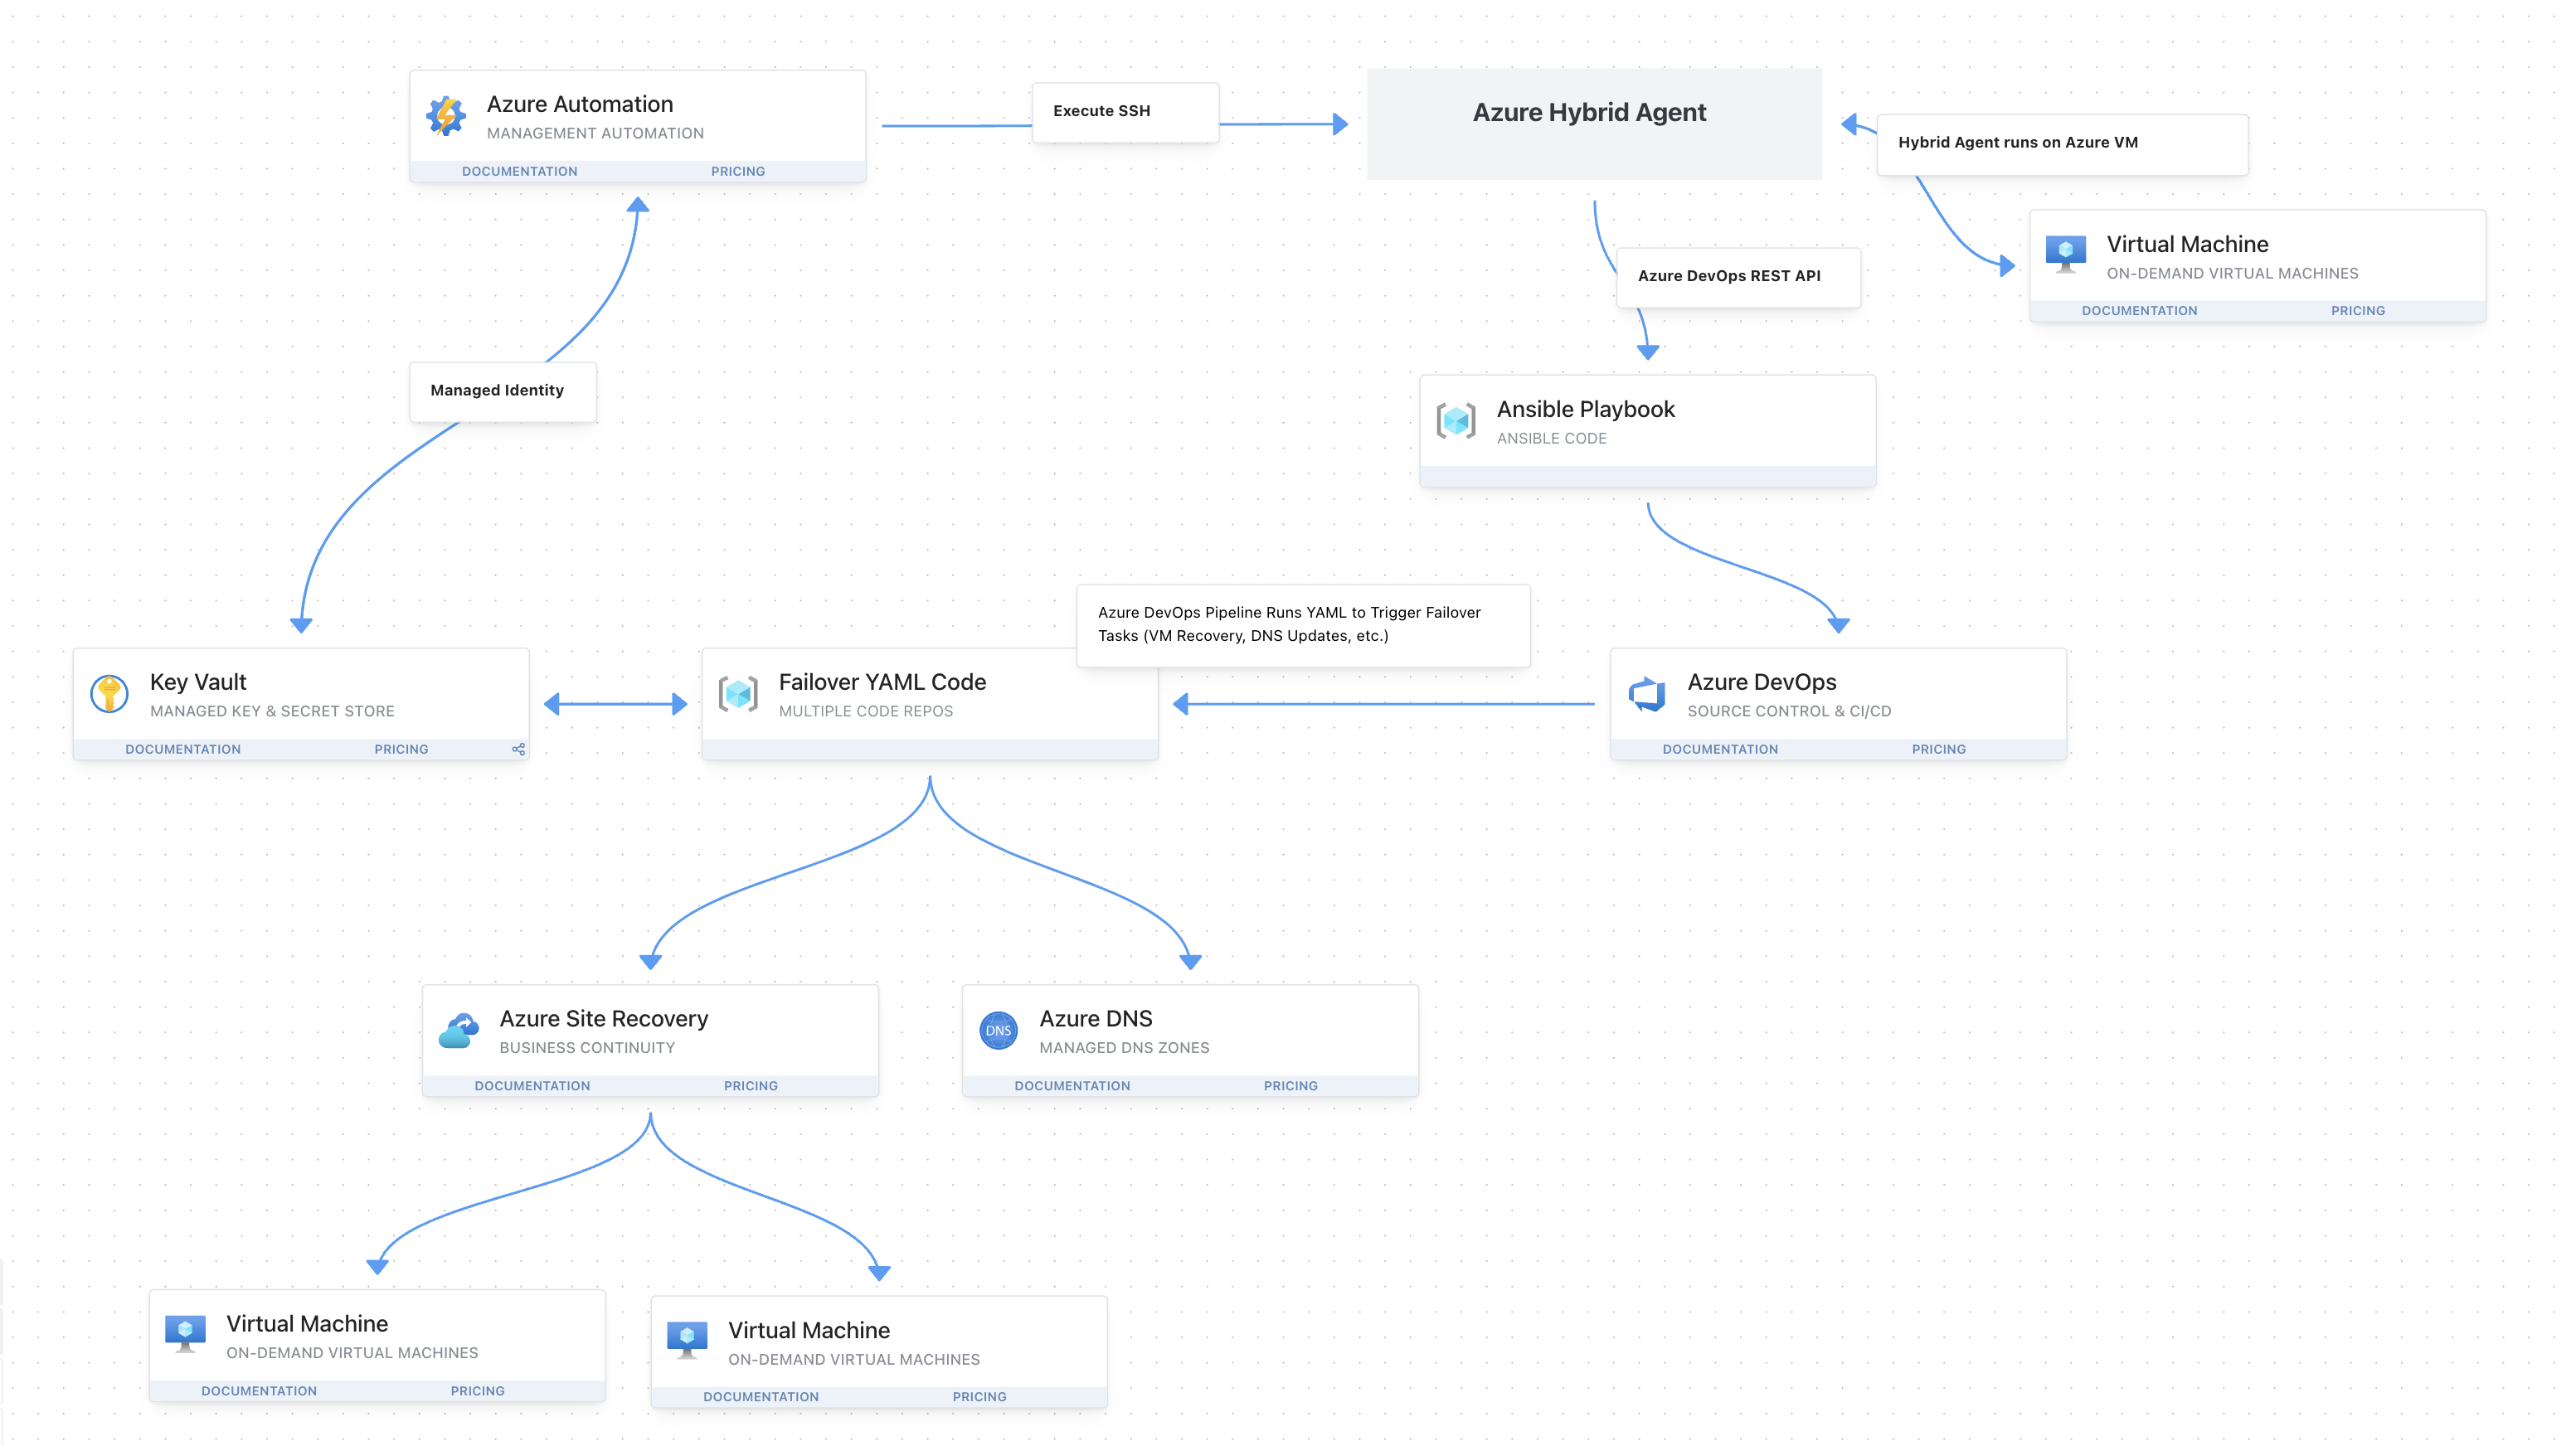 Azure Automation
MANAGEMENT AUTOMATION
DOCUMENTATION
PRICING
Execute SSH
Azure Hybrid Agent
Hybrid Agent runs on Azure VM
Virtual Machine
ON-DEMAND VIRTUAL MACHINES
DOCUMENTATION
PRICING
Azure DevOps REST API
Managed Identity
Ansible Playbook
ANSIBLE CODE
Azure DevOps Pipeline Runs YAML to Trigger Failover
Tasks (VM Recovery, DNS Updates, etc.)
Key Vault
MANAGED KEY & SECRET STORE
DOCUMENTATION
PRICING
Failover YAML Code
MULTIPLE CODE REPOS
Azure DevOps
SOURCE CONTROL & CI/CD
DOCUMENTATION
PRICING
Azure Site Recovery
BUSINESS CONTINUITY
DOCUMENTATION
PRICING
DNS
Azure DNS
MANAGED DNS ZONES
DOCUMENTATION
PRICING
Virtual Machine
ON-DEMAND VIRTUAL MACHINES
DOCUMENTATION
PRICING
Virtual Machine
ON-DEMAND VIRTUAL MACHINES
DOCUMENTATION
PRICING